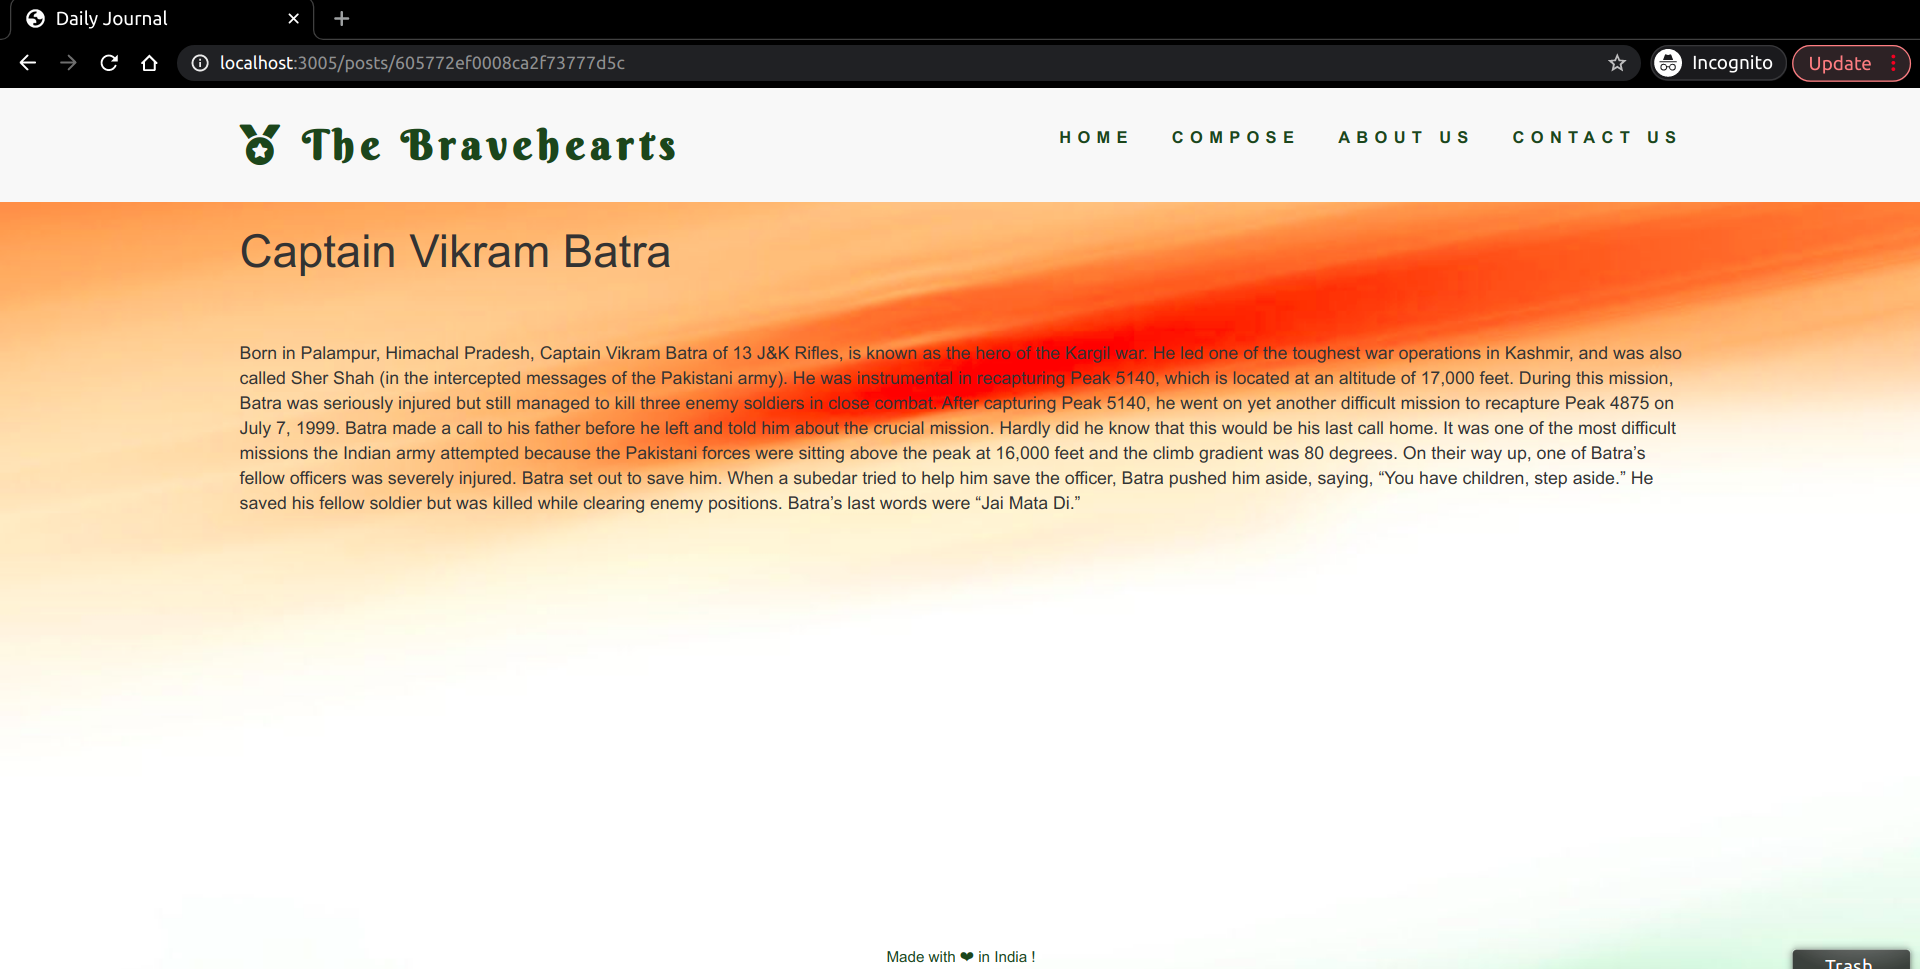 Daily Journal
localhost:3005/posts/605772ef0008ca2f73777d5c
Incognito
Update
The Bravehearts
HOME COMPOSE ABOUT US CONTACT US
Captain Vikram Batra
Born in Palampur, Himachal Pradesh, Captain Vikram Batra of 13 J&K Rifles, is known as the hero of the Kargil war. He led one of the toughest war operations in Kashmir, and was also
called Sher Shah (in the intercepted messages of the Pakistani army). He was instrumental in recapturing Peak 5140, which is located at an altitude of 17,000 feet. During this mission,
Batra was seriously injured but still managed to kill three enemy soldiers in close combat. After capturing Peak 5140, he went on yet another difficult mission to recapture Peak 4875 on
July 7, 1999. Batra made a call to his father before he left and told him about the crucial mission. Hardly did he know that this would be his last call home. It was one of the most difficult
missions the Indian army attempted because the Pakistani forces were sitting above the peak at 16,000 feet and the climb gradient was 80 degrees. On their way up, one of Batra’s
fellow officers was severely injured. Batra set out to save him. When a subedar tried to help him save the officer, Batra pushed him aside, saying, “You have children, step aside.” He
saved his fellow soldier but was killed while clearing enemy positions. Batra’s last words were “Jai Mata Di.”
Made with ❤ in India !
Trash